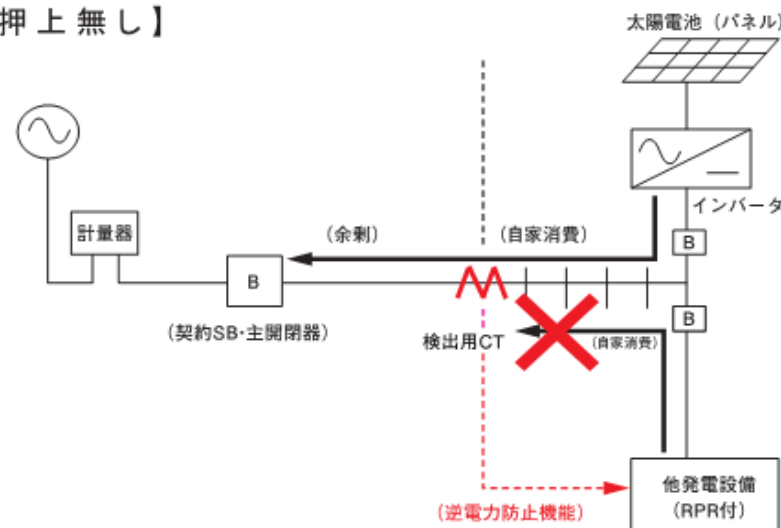 押上無し】
太陽電池（パネル）
インバータ
計量器
（余剰）
（自家消費）
B
B
（契約SB・主開閉器）
B
検出用CT
（自家消費）
他発電設備
（RPR付）
（逆電力防止機能）